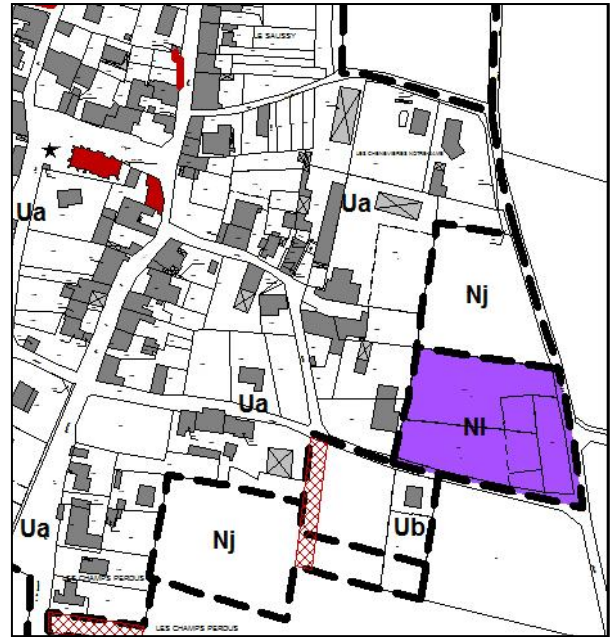 LE SAUSSY
LES CHENEVIERES NOTRE-DAME
Ua
Ua
Nj
Ua
Nl
Ua
Nj
Ub
LES CHAMPS PERDUS
LES CHAMPS PERDUS